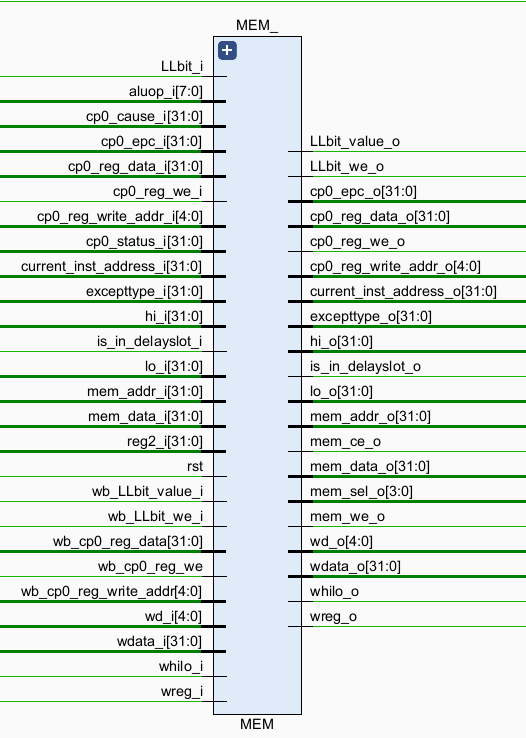 MEM_
LLbit_i
aluop_i[7:0]
cp0_cause_i[31:0]
cp0_epc_i[31:0]
cp0_reg_data_i[31:0]
cp0_reg_we_i
cp0_reg_write_addr_i[4:0]
cp0_status_i[31:0]
current_inst_address_i[31:0]
excepttype_i[31:0]
hi_i[31:0]
is_in_delayslot_i
lo_i[31:0]
mem_addr_i[31:0]
mem_data_i[31:0]
reg2_i[31:0]
rst
wb_LLbit_value_i
wb_LLbit_we_i
wb_cp0_reg_data[31:0]
wb_cp0_reg_we
wb_cp0_reg_write_addr[4:0]
wd_i[4:0]
wdata_i[31:0]
whilo_i
wreg_i
LLbit_value_o
LLbit_we_o
cp0_epc_o[31:0]
cp0_reg_data_o[31:0]
cp0_reg_we_o
cp0_reg_write_addr_o[4:0]
current_inst_address_o[31:0]
excepttype_o[31:0]
hi_o[31:0]
is_in_delayslot_o
lo_o[31:0]
mem_addr_o[31:0]
mem_ce_o
mem_data_o[31:0]
mem_sel_o[3:0]
mem_we_o
wd_o[4:0]
wdata_o[31:0]
whilo_o
wreg_o
MEM